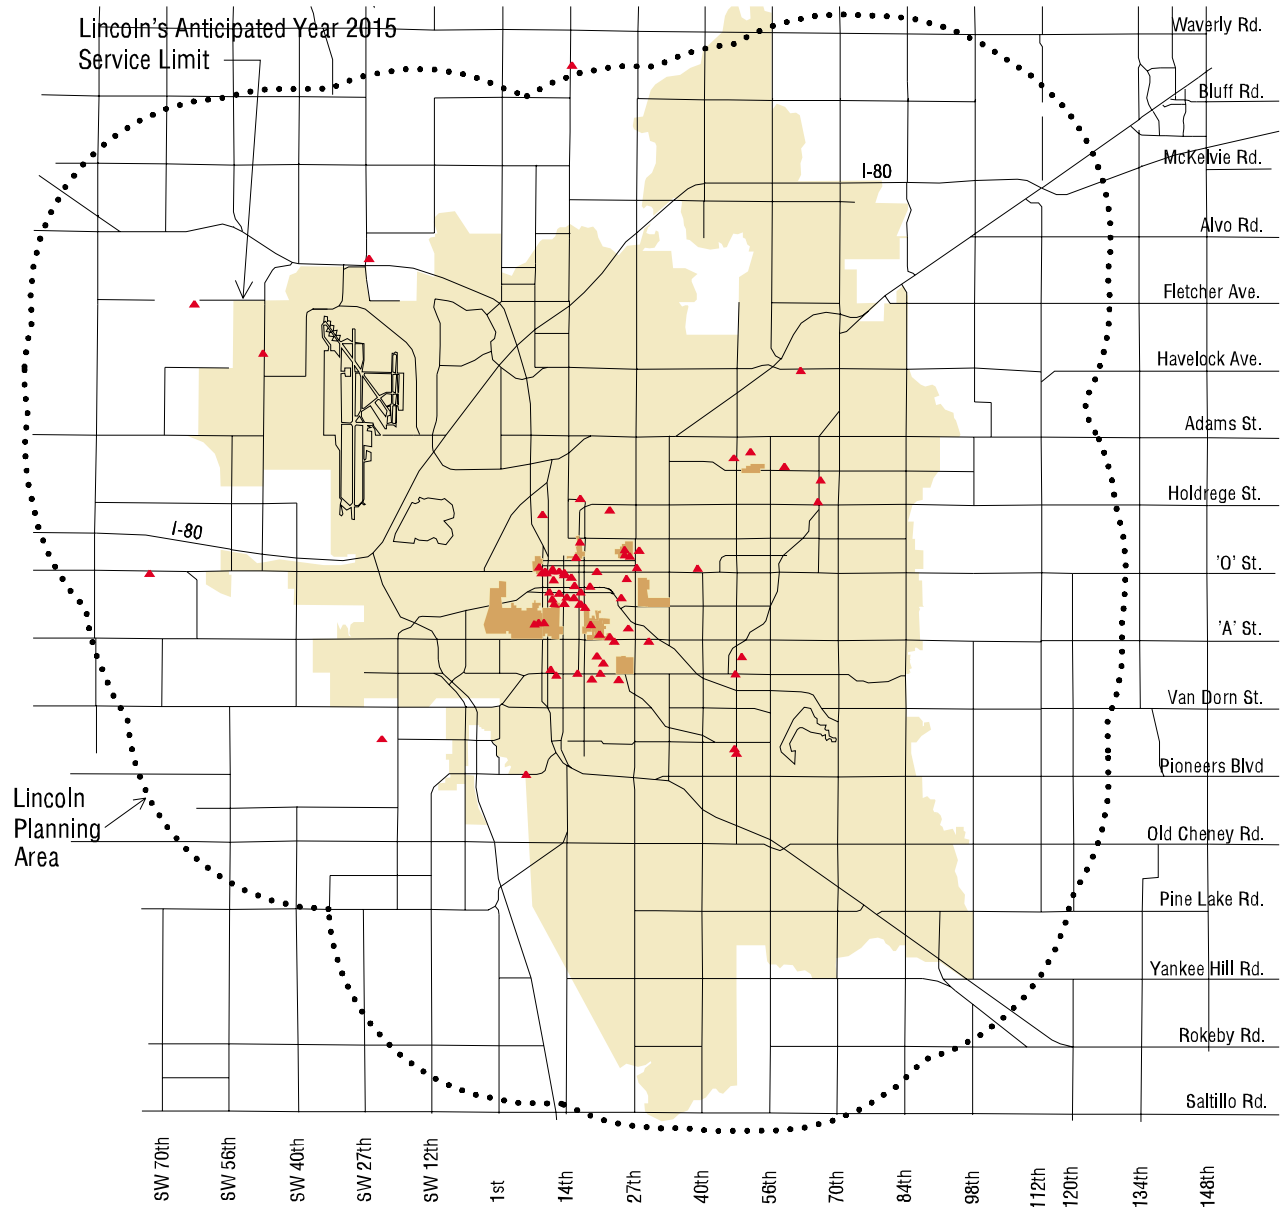 Lincoln's Anticipated Year 2015
Service Limit
Waverly Rd.
Bluff Rd.
McKelvie Rd.
I-80
Alvo Rd.
Fletcher Ave.
Havelock Ave.
Adams St.
Holdrege St.
I-80
'O' St.
'A' St.
Van Dorn St.
Pioneers Blvd
Lincoln
Planning
Area
Old Cheney Rd.
Pine Lake Rd.
Yankee Hill Rd.
Rokeby Rd.
Saltillo Rd.
SW 70th
SW 56th
SW 40th
SW 27th
SW 12th
1st
14th
27th
40th
56th
70th
84th
98th
112th
120th
134th
148th